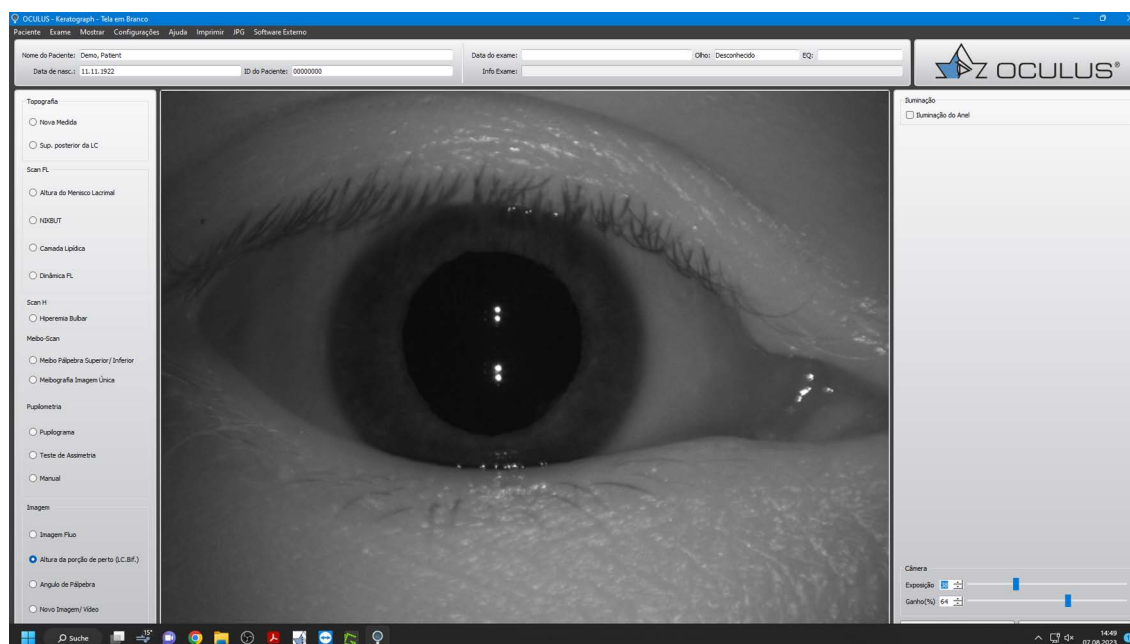 OCULUS - Keratograph - Tela em Branco
Paciente Exame Mostrar Configurações Ajuda Imprimir JPG Software Externo
Nome do Paciente: Demo, Patient
Data de nasc.: 11.11.1922 ID do Paciente: 00000000
Data do exame: Olho: Desconhecido EQ:
Info Exame:
OCULUS®
Topografia
Nova Medida
Sup. posterior da LC
Scan FL
Altura do Menisco Lacrimal
NIKBUT
Camada Lipídica
Dinâmica FL
Scan H
Hiperemia Bulbar
Meibo-Scan
Meibo Pálpebra Superior/ Inferior
Meibografia Imagem Única
Pupilometria
Pupilograma
Teste de Assimetria
Manual
Imagem
Imagem Fluo
Altura da porção de perto (LC.Bif.)
Angulo de Pálpebra
Novo Imagem/ Vídeo
Iluminação
Iluminação do Anel
Câmera
Exposição
Ganho(%) 64
15°
Suche
14:49
07.08.2023